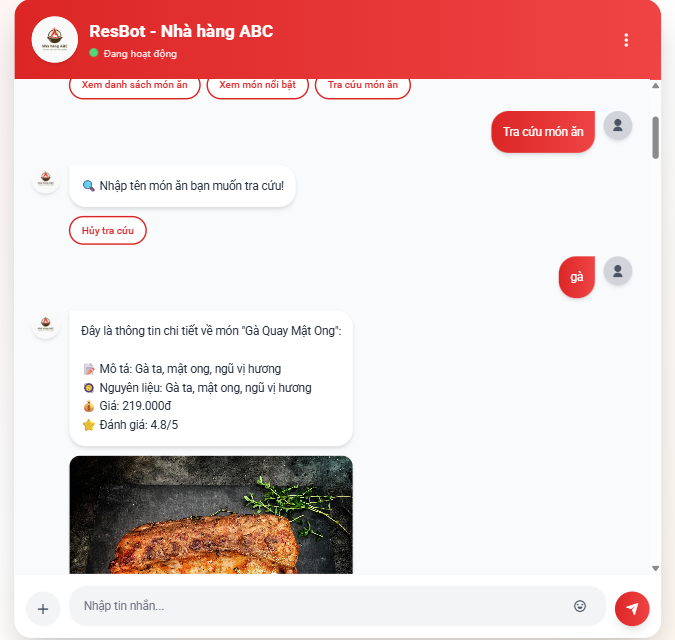 ResBot - Nhà hàng ABC
Đang hoạt động
Xem danh sách món ăn
Xem món nổi bật
Tra cứu món ăn
Tra cứu món ăn
Nhập tên món ăn bạn muốn tra cứu!
Hủy tra cứu
gà
Đây là thông tin chi tiết về món "Gà Quay Mật Ong":
Mô tả: Gà ta, mật ong, ngũ vị hương
Nguyên liệu: Gà ta, mật ong, ngũ vị hương
Giá: 219.000đ
Đánh giá: 4.8/5
Nhập tin nhắn...